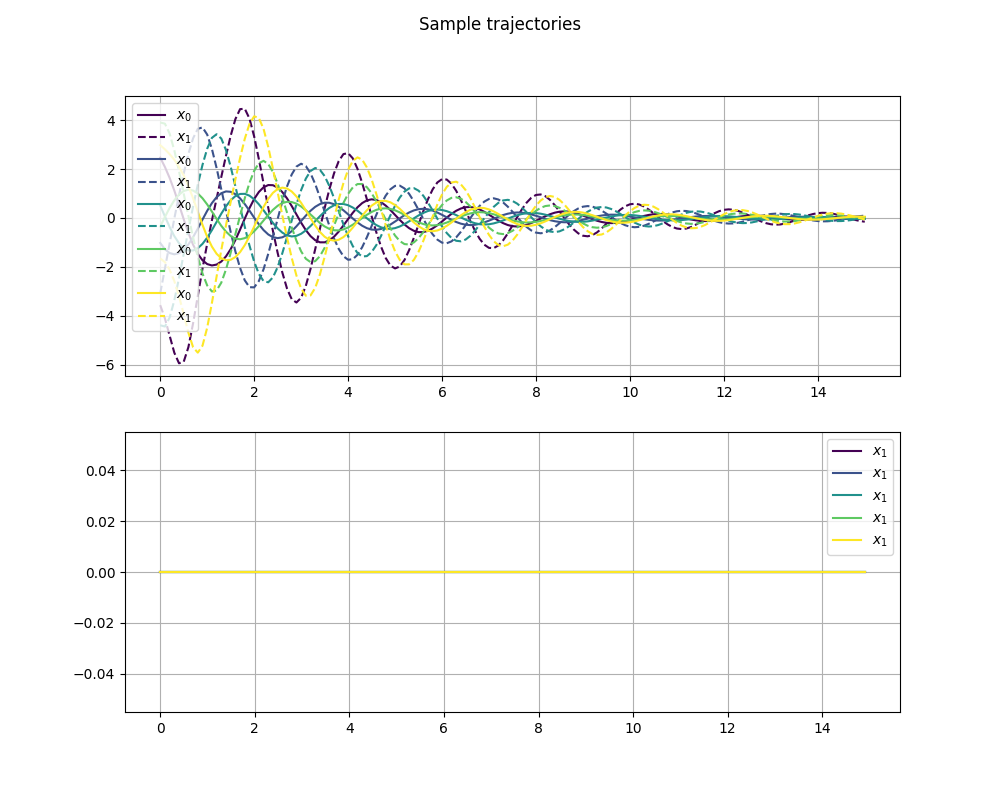 Sample trajectories
4
2
0
−2
−4
−6
x₀
x₁
x₀
x₁
x₀
x₁
x₀
x₁
x₀
x₁
0 2 4 6 8 10 12 14
0.04
0.02
0.00
−0.02
−0.04
x₁
x₁
x₁
x₁
x₁
0 2 4 6 8 10 12 14